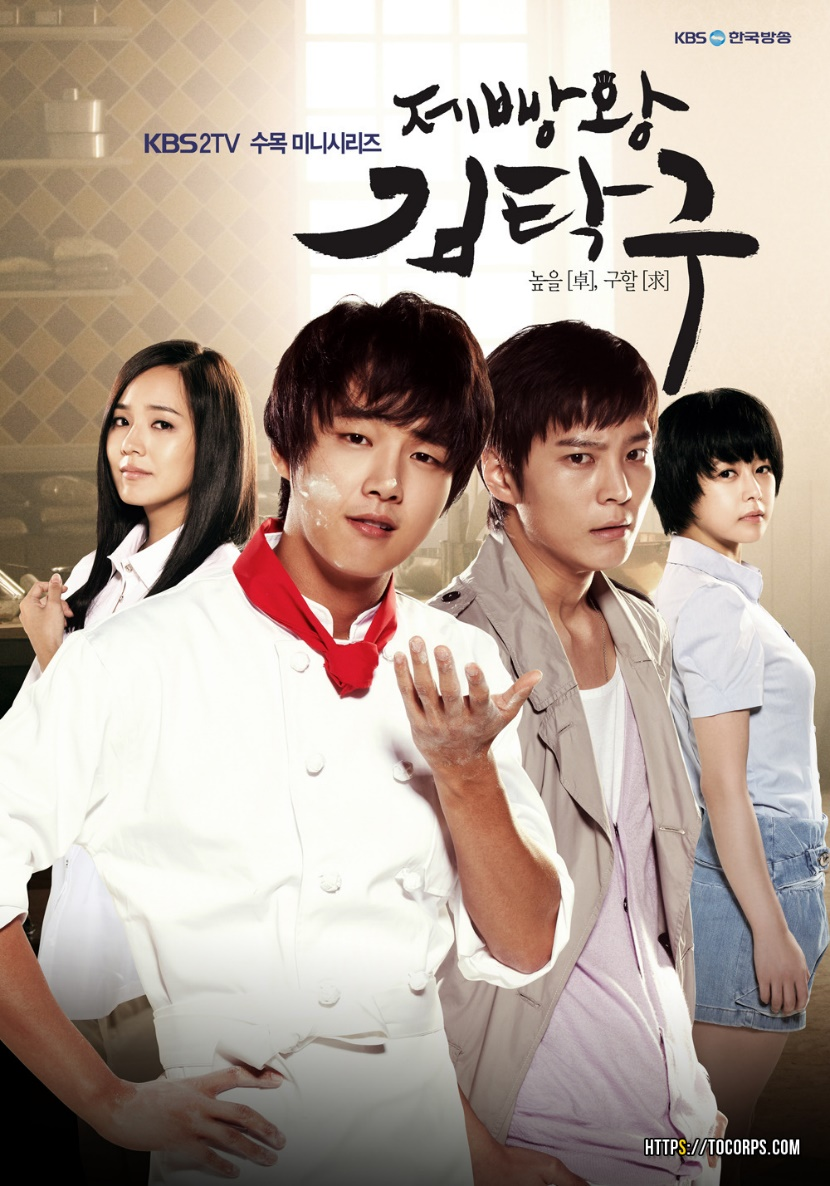 KBS 한국방송
제빵왕
KBS2TV 수목 미니시리즈
김탁구
높을 [卓], 구할 [求]
HTTPS://TOCORPS.COM